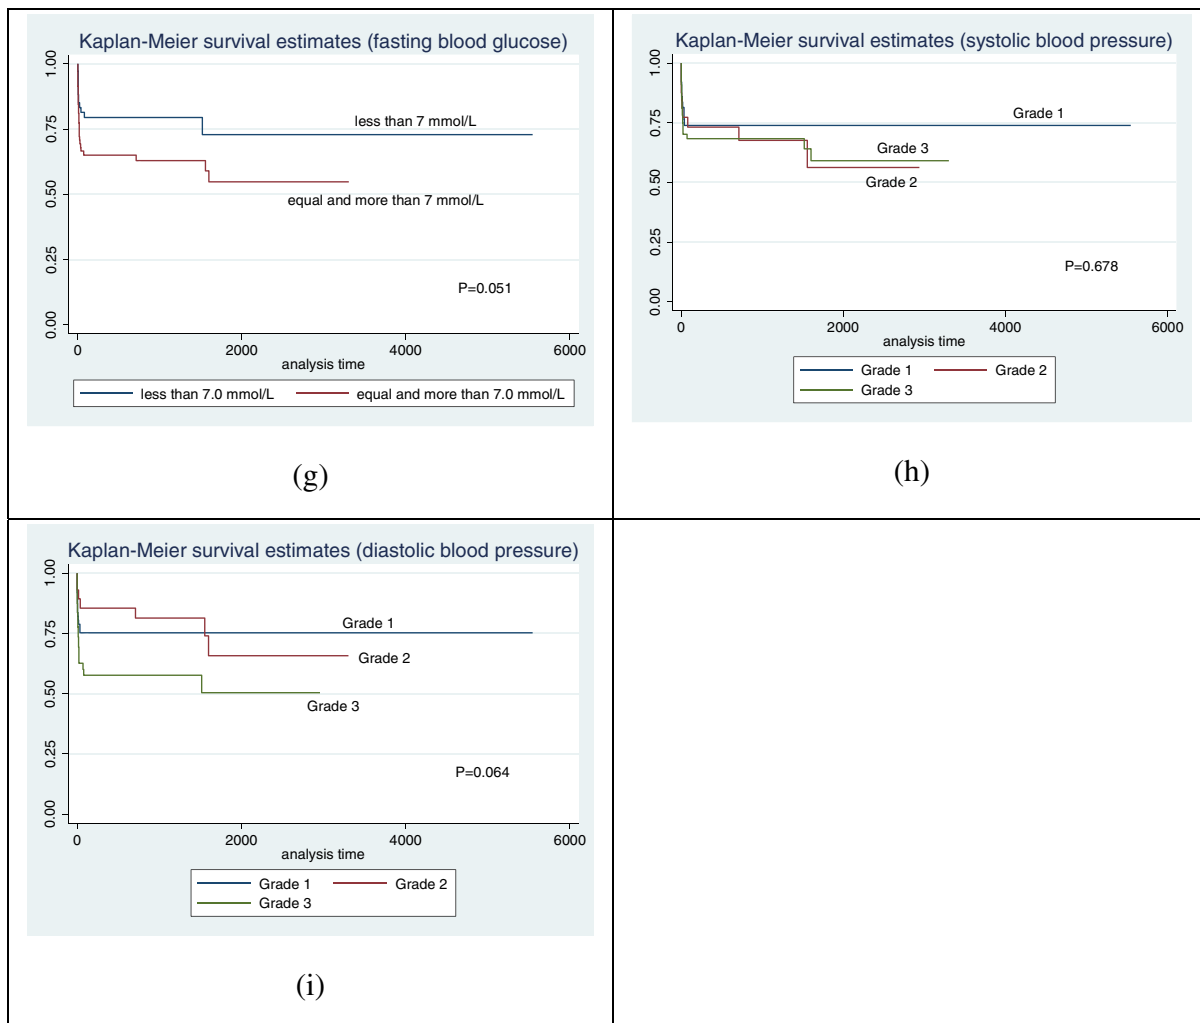 Kaplan-Meier survival estimates (fasting blood glucose)
1.00
0.75
0.50
0.25
0.00
less than 7 mmol/L
equal and more than 7 mmol/L
P=0.051
0 2000 4000 6000
analysis time
less than 7.0 mmol/L equal and more than 7.0 mmol/L
(g)
Kaplan-Meier survival estimates (systolic blood pressure)
1.00
0.75
0.50
0.25
0.00
Grade 1
Grade 3
Grade 2
P=0.678
0 2000 4000 6000
analysis time
Grade 1 Grade 2
Grade 3
(h)
Kaplan-Meier survival estimates (diastolic blood pressure)
1.00
0.75
0.50
0.25
0.00
Grade 1
Grade 2
Grade 3
P=0.064
0 2000 4000 6000
analysis time
Grade 1 Grade 2
Grade 3
(i)